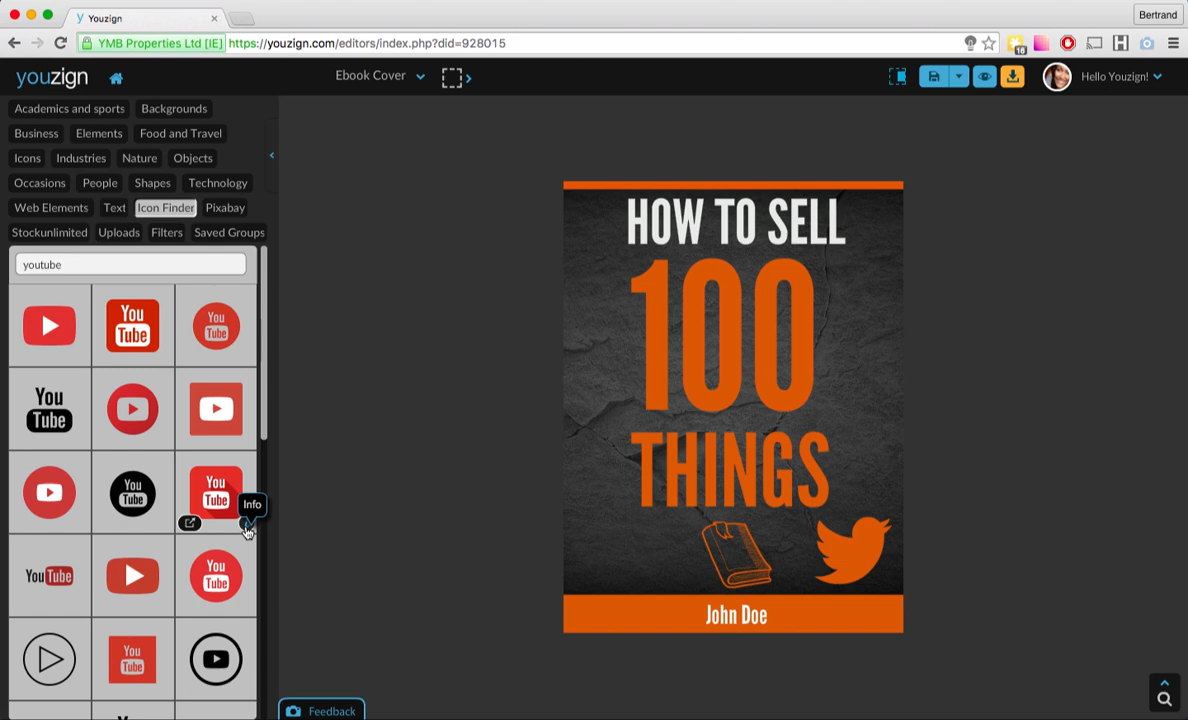 Youzign
Bertrand
YMB Properties Ltd [IE] https://youzign.com/editors/index.php?did=928015
16
youzign
Ebook Cover
Hello Youzign!
Academics and sports Backgrounds
Business Elements Food and Travel
Icons Industries Nature Objects
Occasions People Shapes Technology
Web Elements Text Icon Finder Pixabay
Stockunlimited Uploads Filters Saved Groups
youtube
You Tube
You Tube
You Tube
You Tube
You Tube
Info
YouTube
You Tube
You Tube
HOW TO SELL
100
THINGS
John Doe
Feedback